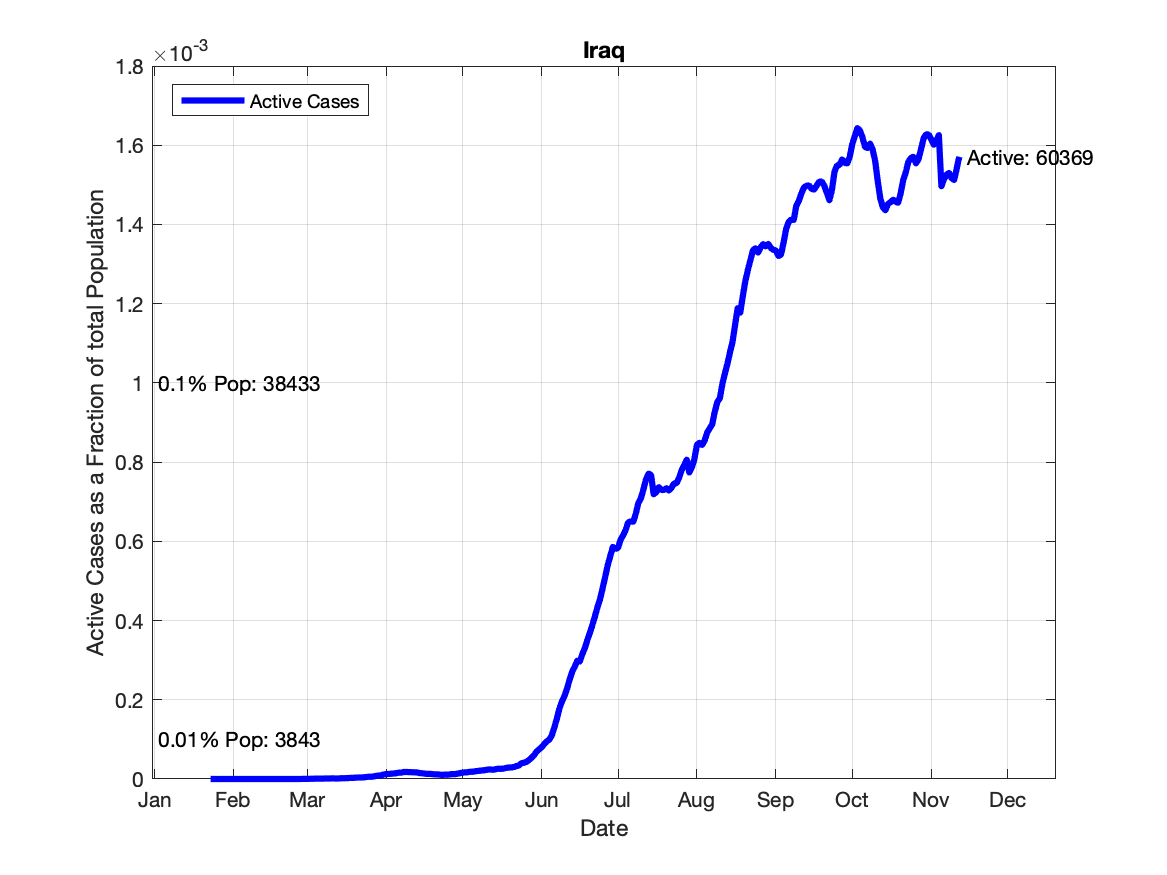 Iraq
×10-3
1.8
1.6
1.4
1.2
1
0.8
0.6
0.4
0.2
0
Active Cases as a Fraction of total Population
Active Cases
Active: 60369
0.1% Pop: 38433
0.01% Pop: 3843
Jan Feb Mar Apr May Jun Jul Aug Sep Oct Nov Dec
Date